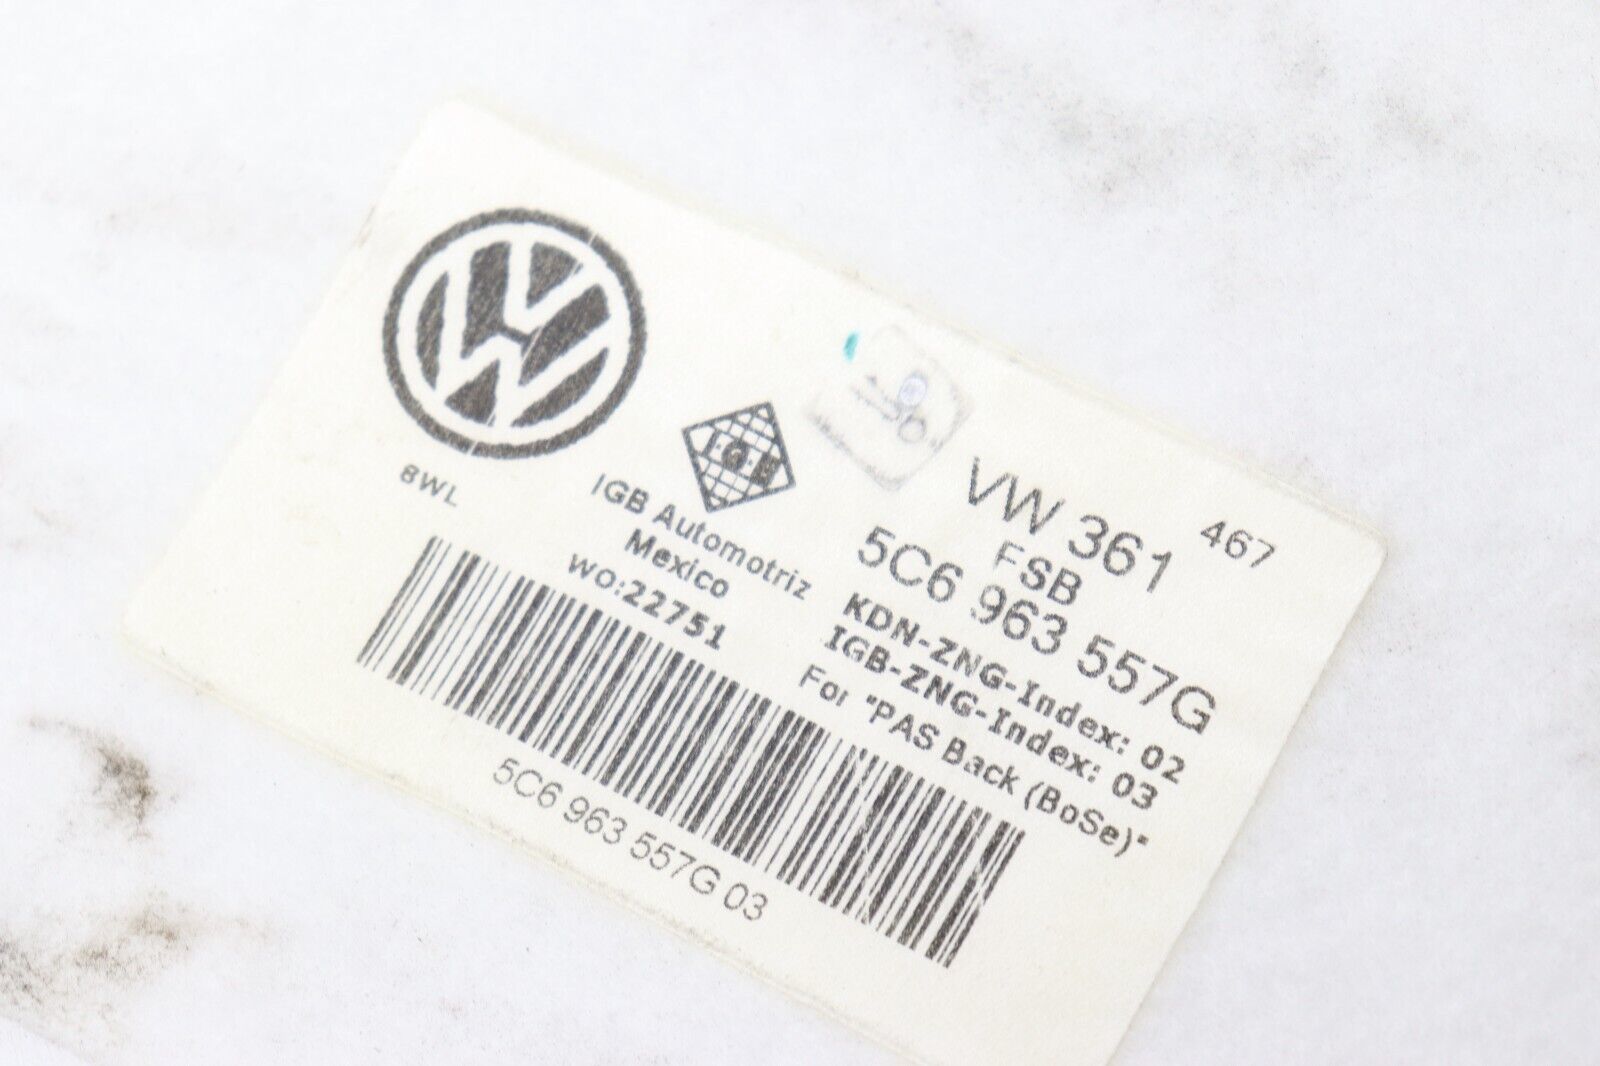 BWL
I·G·B
IGB Automotriz
Mexico
WO:22751
VW 361
467
FSB
5C6 963 557G
KDN-ZNG-Index: 02
IGB-ZNG-Index: 03
For "PAS Back (BoSe)"
5C6 963 557G 03